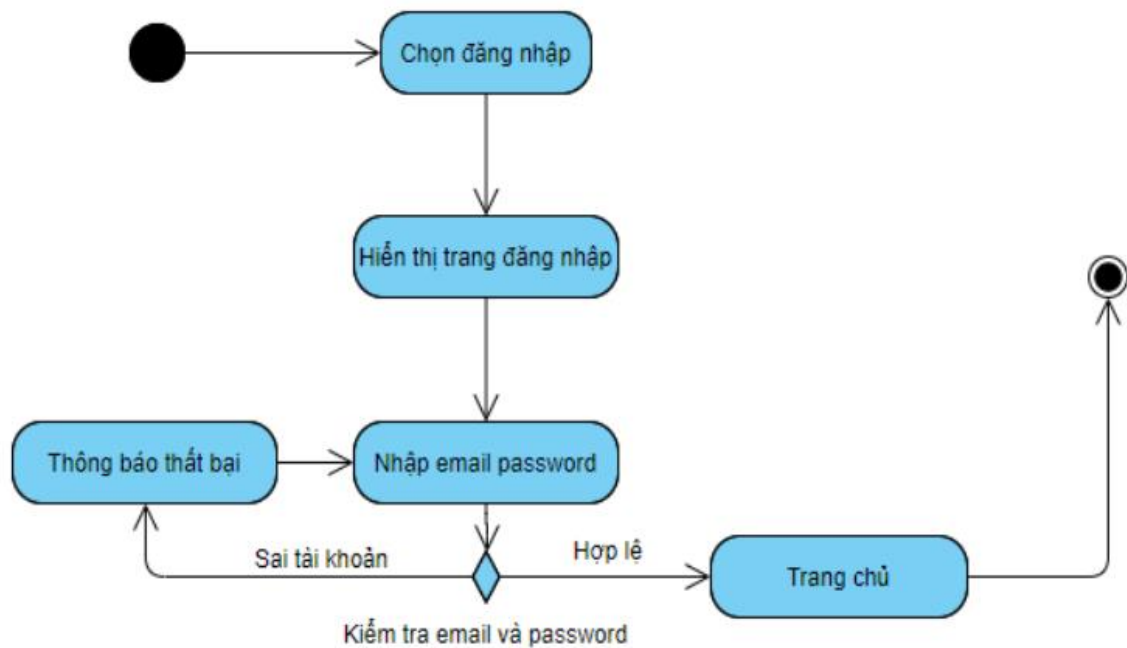 Chọn đăng nhập
Hiển thị trang đăng nhập
Thông báo thất bại
Nhập email password
Sai tài khoản
Hợp lệ
Trang chủ
Kiểm tra email và password